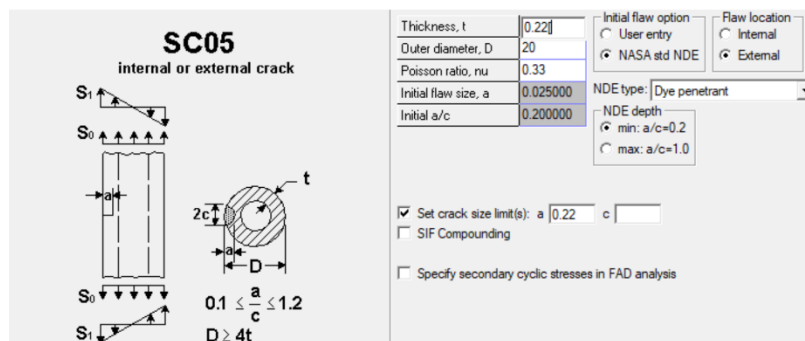 SC05
internal or external crack
S1
S0
a
2c
t
a
D
S0
S1
0.1 ≤ a/c ≤ 1.2
D ≥ 4t
Thickness, t 0.22
Outer diameter, D 20
Poisson ratio, nu 0.33
Initial flaw size, a 0.025000
Initial a/c 0.200000
Initial flaw option
User entry
NASA std NDE
Flaw location
Internal
External
NDE type: Dye penetrant
NDE depth
min: a/c=0.2
max: a/c=1.0
Set crack size limit(s): a 0.22 c
SIF Compounding
Specify secondary cyclic stresses in FAD analysis